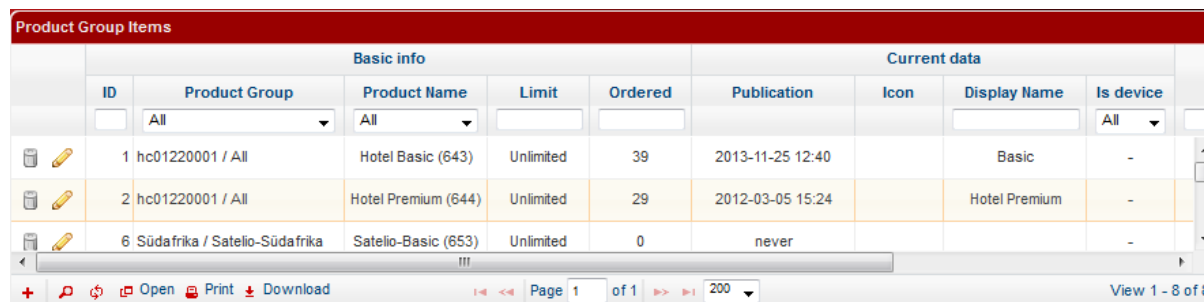 Product Group Items
Basic info Current data
ID Product Group Product Name Limit Ordered Publication Icon Display Name Is device
All All All
1 hc01220001 / All Hotel Basic (643) Unlimited 39 2013-11-25 12:40 Basic -
2 hc01220001 / All Hotel Premium (644) Unlimited 29 2012-03-05 15:24 Hotel Premium -
6 Südafrika / Satelio-Südafrika Satelio-Basic (653) Unlimited 0 never -
Open Print Download Page 1 of 1 200 View 1 - 8 of